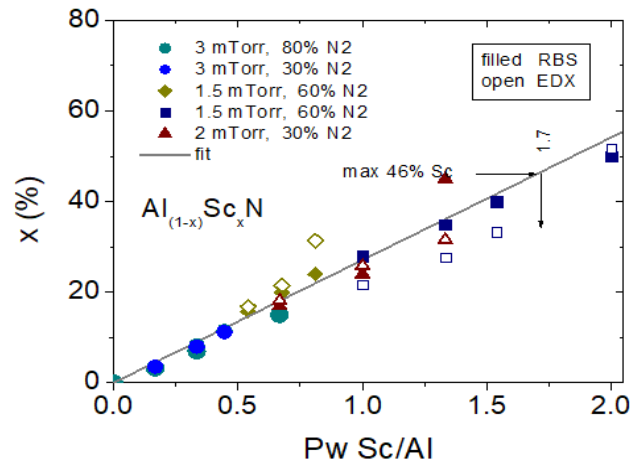 80
60
40
20
0
x (%)
3 mTorr, 80% N2
3 mTorr, 30% N2
1.5 mTorr, 60% N2
1.5 mTorr, 60% N2
2 mTorr, 30% N2
fit
filled RBS
open EDX
1.7
max 46% Sc
Al(1-x)ScxN
0.0 0.5 1.0 1.5 2.0
Pw Sc/Al